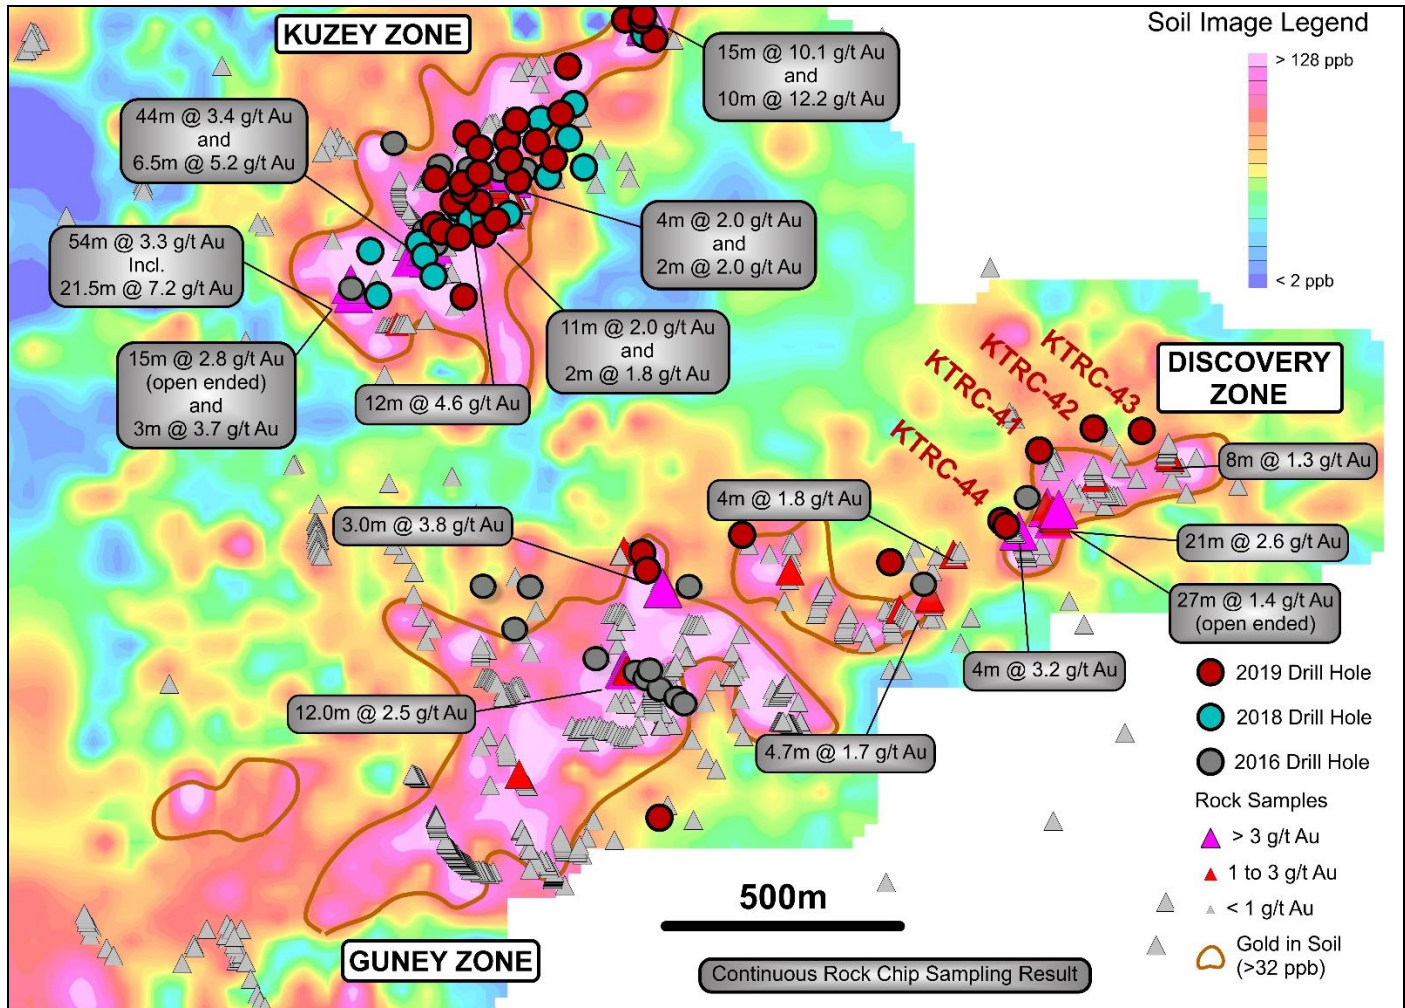 KUZEY ZONE
Soil Image Legend
> 128 ppb
< 2 ppb
15m @ 10.1 g/t Au
and
10m @ 12.2 g/t Au
44m @ 3.4 g/t Au
and
6.5m @ 5.2 g/t Au
54m @ 3.3 g/t Au
Incl.
21.5m @ 7.2 g/t Au
4m @ 2.0 g/t Au
and
2m @ 2.0 g/t Au
15m @ 2.8 g/t Au
(open ended)
and
3m @ 3.7 g/t Au
11m @ 2.0 g/t Au
and
2m @ 1.8 g/t Au
12m @ 4.6 g/t Au
DISCOVERY
ZONE
KTRC-43
KTRC-42
KTRC-41
KTRC-44
8m @ 1.3 g/t Au
4m @ 1.8 g/t Au
3.0m @ 3.8 g/t Au
21m @ 2.6 g/t Au
27m @ 1.4 g/t Au
(open ended)
4m @ 3.2 g/t Au
12.0m @ 2.5 g/t Au
4.7m @ 1.7 g/t Au
2019 Drill Hole
2018 Drill Hole
2016 Drill Hole
Rock Samples
> 3 g/t Au
1 to 3 g/t Au
< 1 g/t Au
Gold in Soil
(>32 ppb)
500m
GUNEY ZONE
Continuous Rock Chip Sampling Result